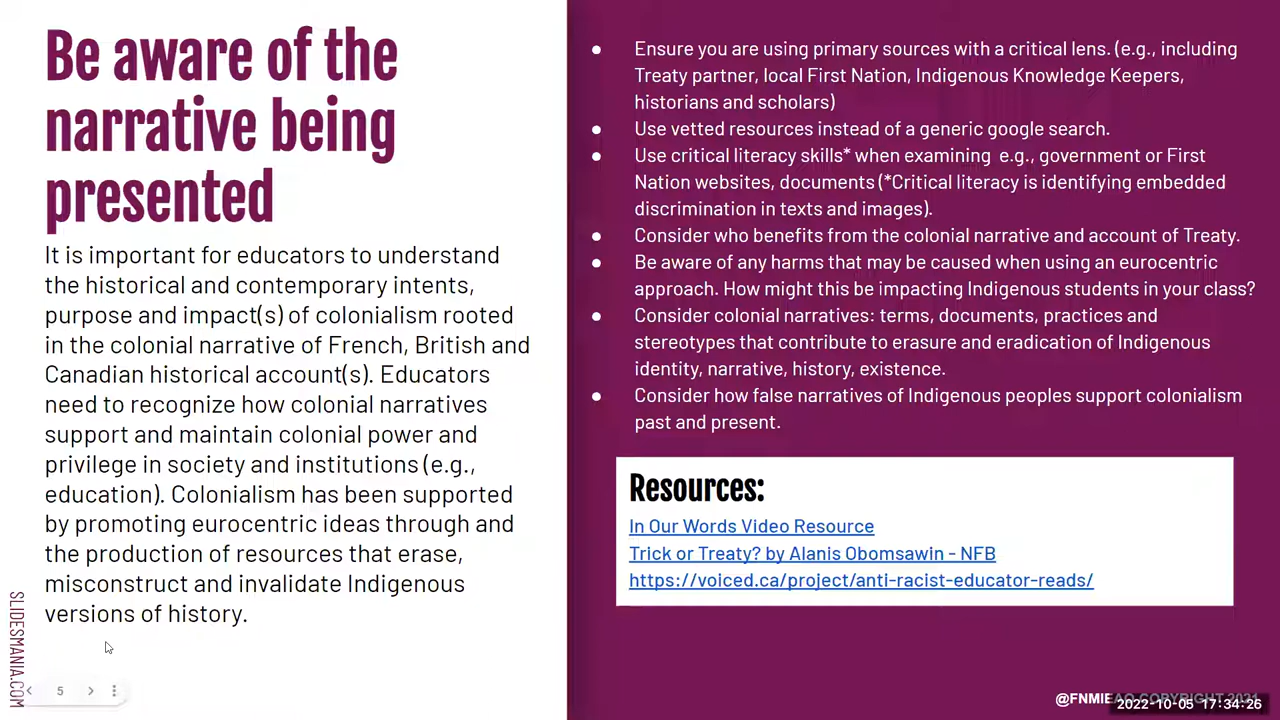 Be aware of the
narrative being
presented
It is important for educators to understand
the historical and contemporary intents,
purpose and impact(s) of colonialism rooted
in the colonial narrative of French, British and
Canadian historical account(s). Educators
need to recognize how colonial narratives
support and maintain colonial power and
privilege in society and institutions (e.g.,
education). Colonialism has been supported
by promoting eurocentric ideas through and
the production of resources that erase,
misconstruct and invalidate Indigenous
versions of history.
SLIDESMANIA.COM
5
● Ensure you are using primary sources with a critical lens. (e.g., including
Treaty partner, local First Nation, Indigenous Knowledge Keepers,
historians and scholars)
● Use vetted resources instead of a generic google search.
● Use critical literacy skills* when examining  e.g., government or First
Nation websites, documents (*Critical literacy is identifying embedded
discrimination in texts and images).
● Consider who benefits from the colonial narrative and account of Treaty.
● Be aware of any harms that may be caused when using an eurocentric
approach. How might this be impacting Indigenous students in your class?
● Consider colonial narratives: terms, documents, practices and
stereotypes that contribute to erasure and eradication of Indigenous
identity, narrative, history, existence.
● Consider how false narratives of Indigenous peoples support colonialism
past and present.
Resources:
In Our Words Video Resource
Trick or Treaty? by Alanis Obomsawin - NFB
https://voiced.ca/project/anti-racist-educator-reads/
@FNMIEAO COPYRIGHT 2021
2022-10-05 17:34:26